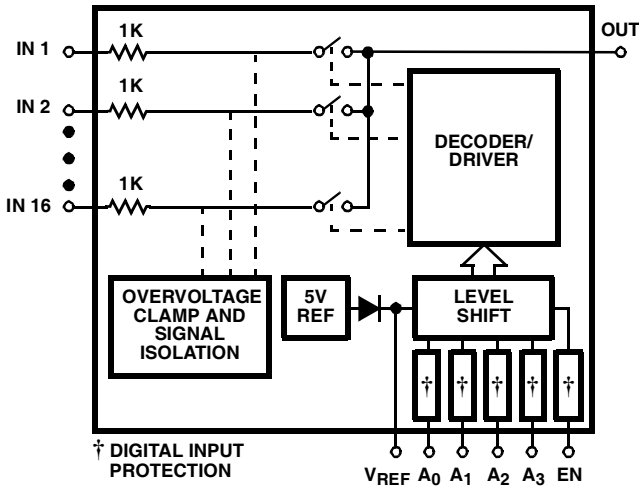 1K
IN 1
OUT
1K
IN 2
DECODER/
DRIVER
1K
IN 16
OVERVOLTAGE
CLAMP AND
SIGNAL
ISOLATION
5V
REF
LEVEL
SHIFT
† † † † †
† DIGITAL INPUT
PROTECTION
VREF A0 A1 A2 A3 EN